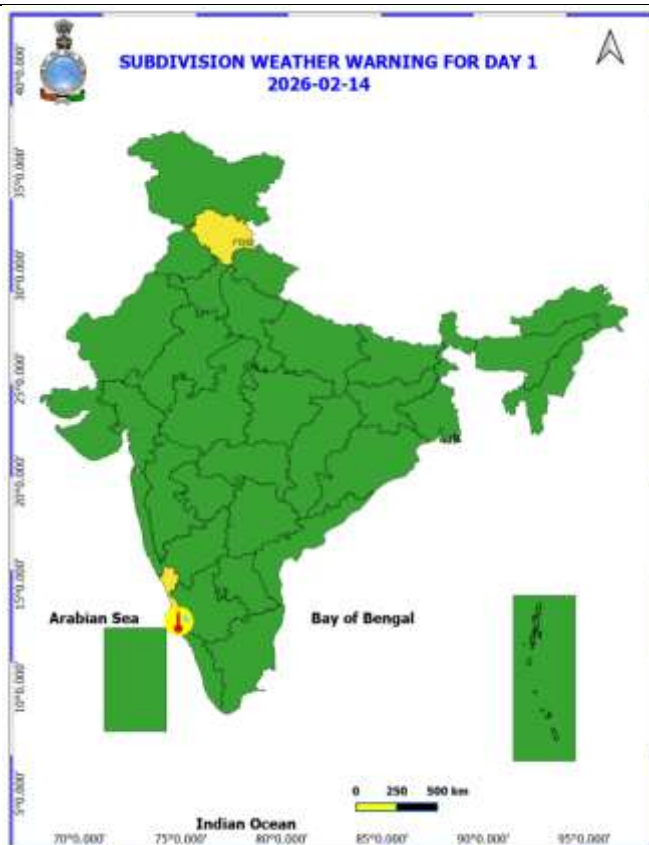 SUBDIVISION WEATHER WARNING FOR DAY 1
2026-02-14
40°0.000'
35°0.000'
30°0.000'
25°0.000'
20°0.000'
15°0.000'
10°0.000'
5°0.000'
FOG
Arabian Sea
Bay of Bengal
0 250 500 km
Indian Ocean
70°0.000' 75°0.000' 80°0.000' 85°0.000' 90°0.000' 95°0.000'